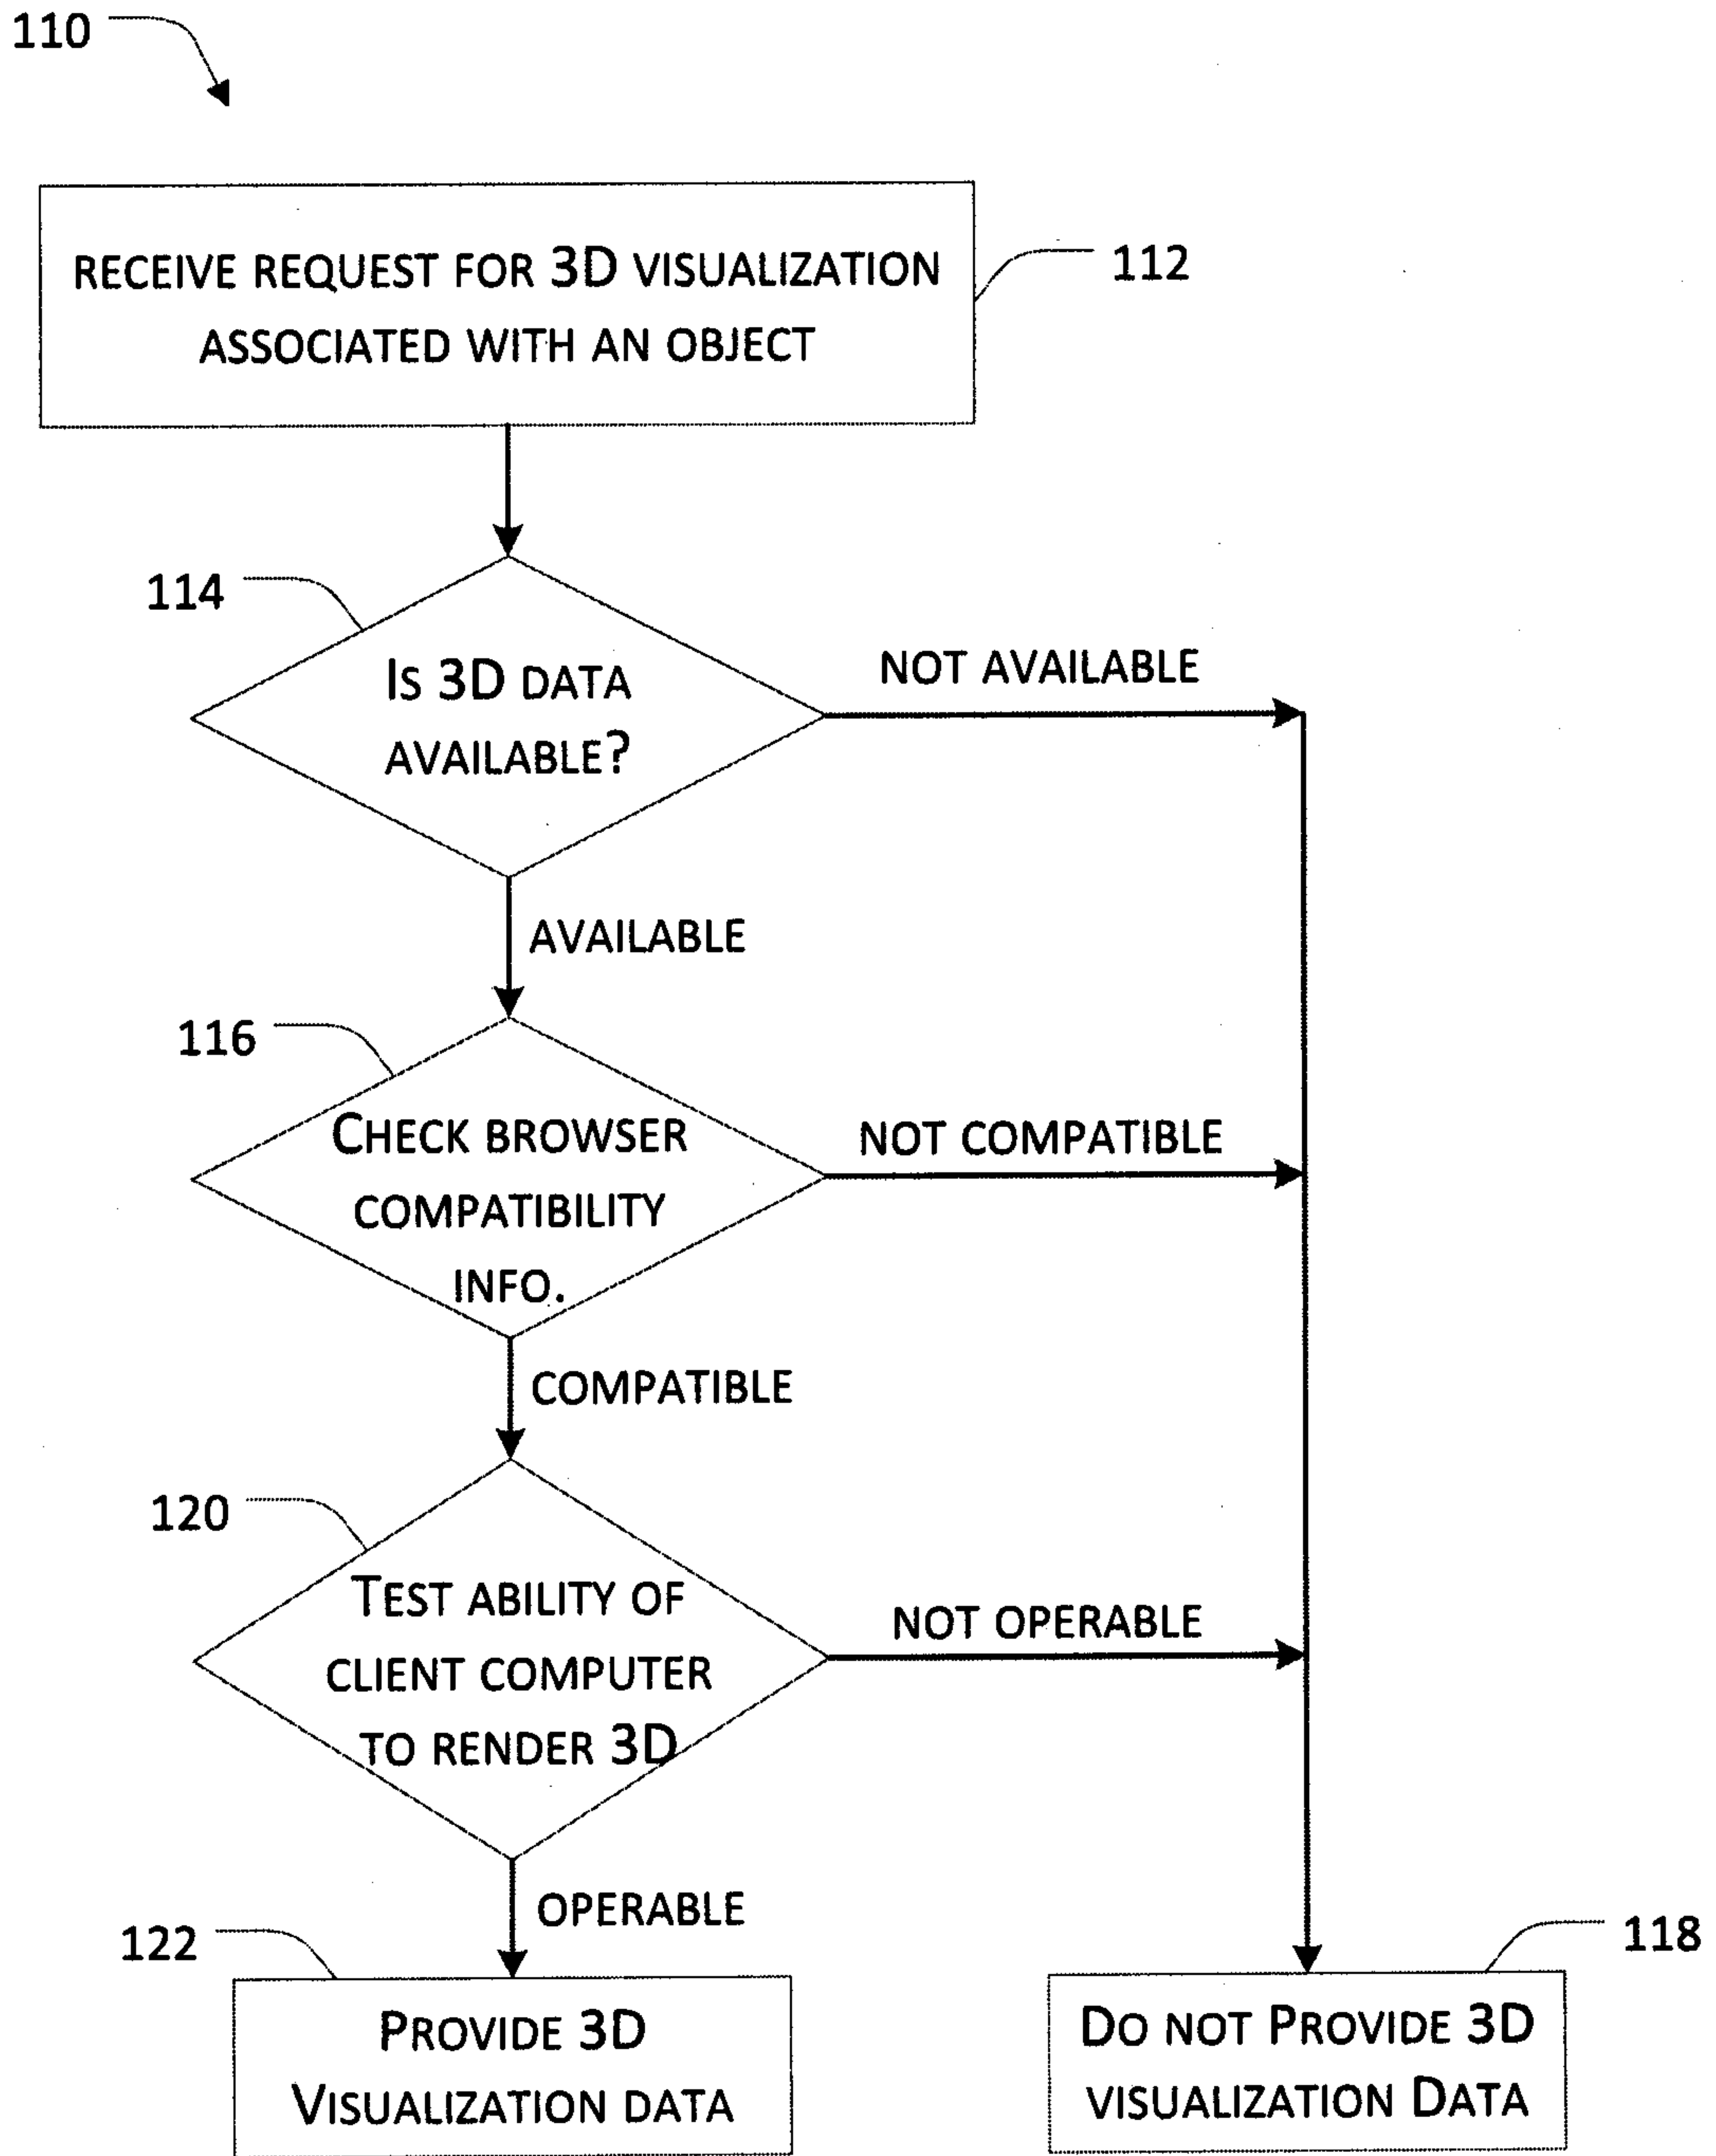 110
RECEIVE REQUEST FOR 3D VISUALIZATION
ASSOCIATED WITH AN OBJECT
112
114
IS 3D DATA
AVAILABLE?
NOT AVAILABLE
AVAILABLE
116
CHECK BROWSER
COMPATIBILITY
INFO.
NOT COMPATIBLE
COMPATIBLE
120
TEST ABILITY OF
CLIENT COMPUTER
TO RENDER 3D
NOT OPERABLE
OPERABLE
122
PROVIDE 3D
VISUALIZATION DATA
118
DO NOT PROVIDE 3D
VISUALIZATION DATA